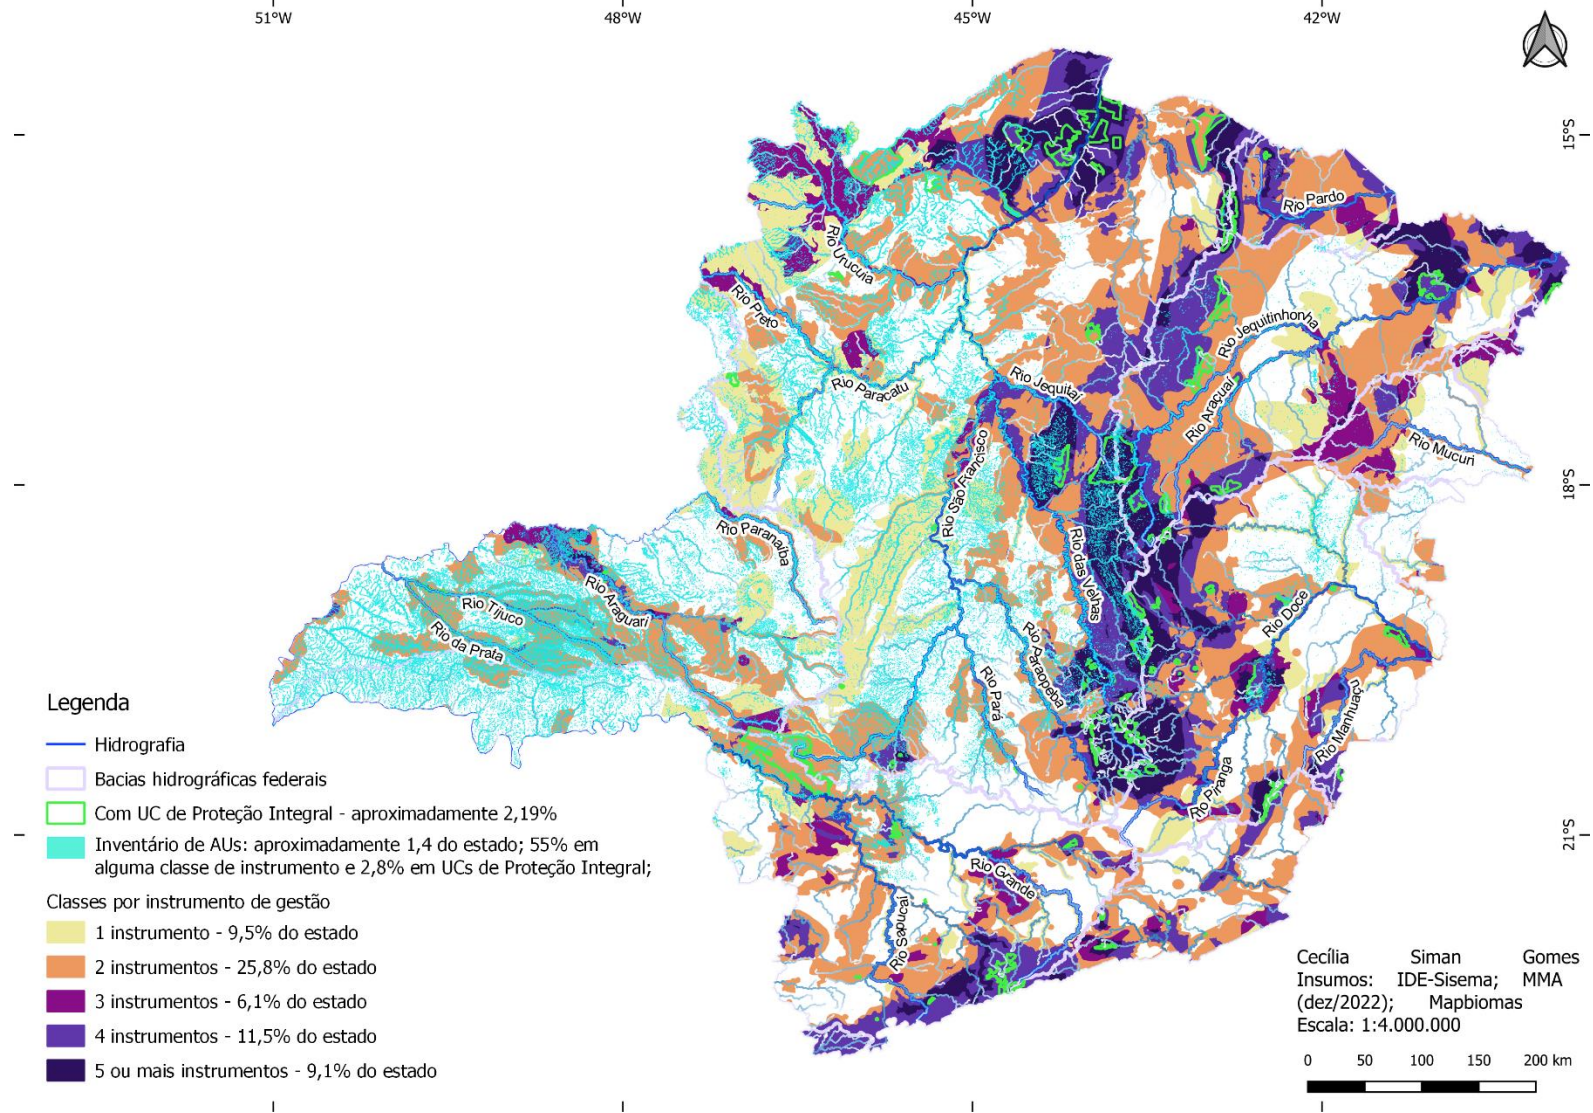 51°W
48°W
45°W
42°W
15°S
18°S
21°S
Rio Pardo
Rio Urucuia
Rio Preto
Rio Jequitinhonha
Rio Jequitaí
Rio Paracatu
Rio Araçuaí
Rio Mucuri
Rio São Francisco
Rio Paranaíba
Rio das Velhas
Rio Araguari
Rio Tijuco
Rio da Prata
Rio Doce
Rio Paraopeba
Rio Pará
Rio Manhuaçu
Rio Piranga
Rio Grande
Rio Sapucaí
Legenda
Hidrografia
Bacias hidrográficas federais
Com UC de Proteção Integral - aproximadamente 2,19%
Inventário de AUs: aproximadamente 1,4 do estado; 55% em
alguma classe de instrumento e 2,8% em UCs de Proteção Integral;
Classes por instrumento de gestão
1 instrumento - 9,5% do estado
2 instrumentos - 25,8% do estado
3 instrumentos - 6,1% do estado
4 instrumentos - 11,5% do estado
5 ou mais instrumentos - 9,1% do estado
Cecília Siman Gomes
Insumos: IDE-Sisema; MMA
(dez/2022); Mapbiomas
Escala: 1:4.000.000
0 50 100 150 200 km